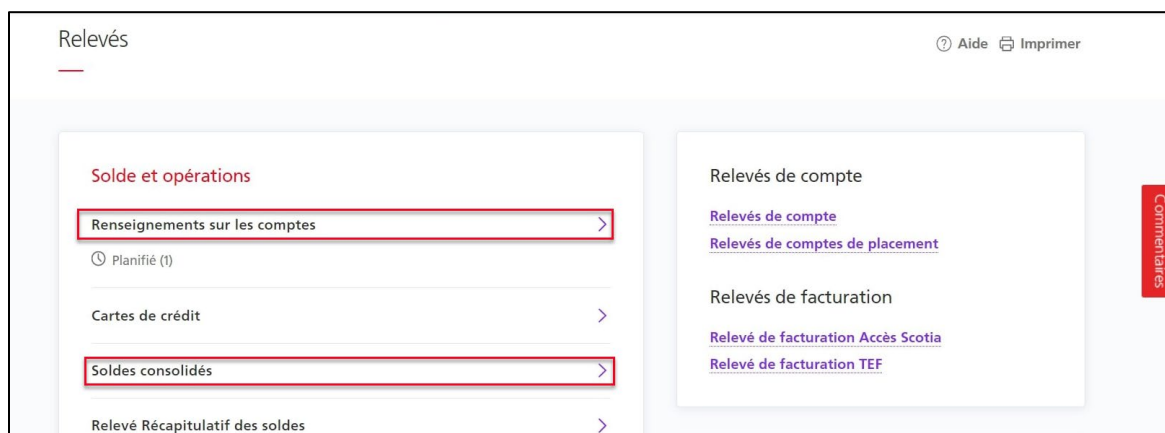 Relevés
Aide Imprimer
Solde et opérations
Renseignements sur les comptes
Planifié (1)
Cartes de crédit
Soldes consolidés
Relevé Récapitulatif des soldes
Relevés de compte
Relevés de compte
Relevés de comptes de placement
Relevés de facturation
Relevé de facturation Accès Scotia
Relevé de facturation TEF
Commentaires